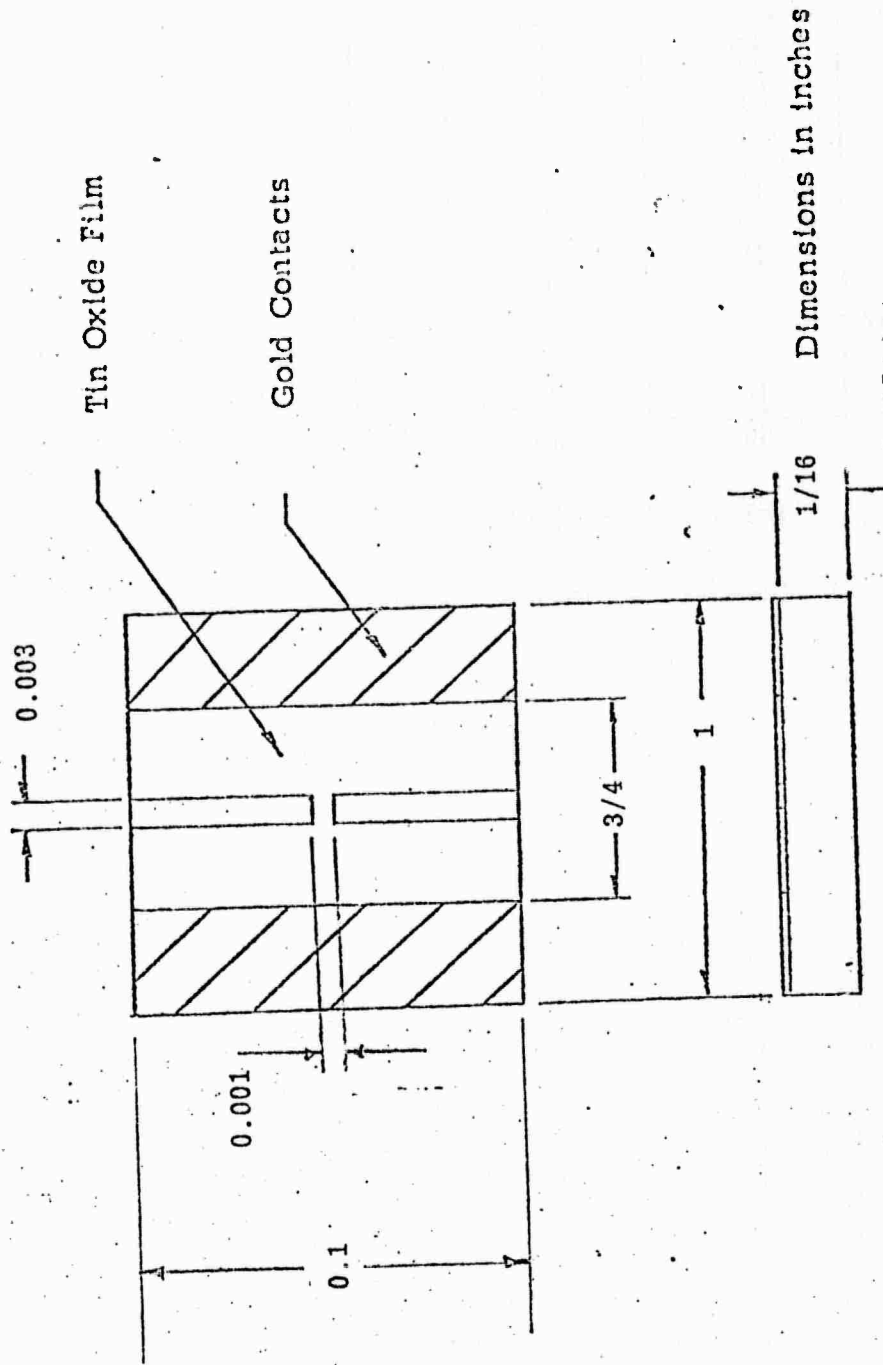 0.003
Tin Oxide Film
Gold Contacts
0.001
0.1
3/4
1
1/16
Dimensions in inches